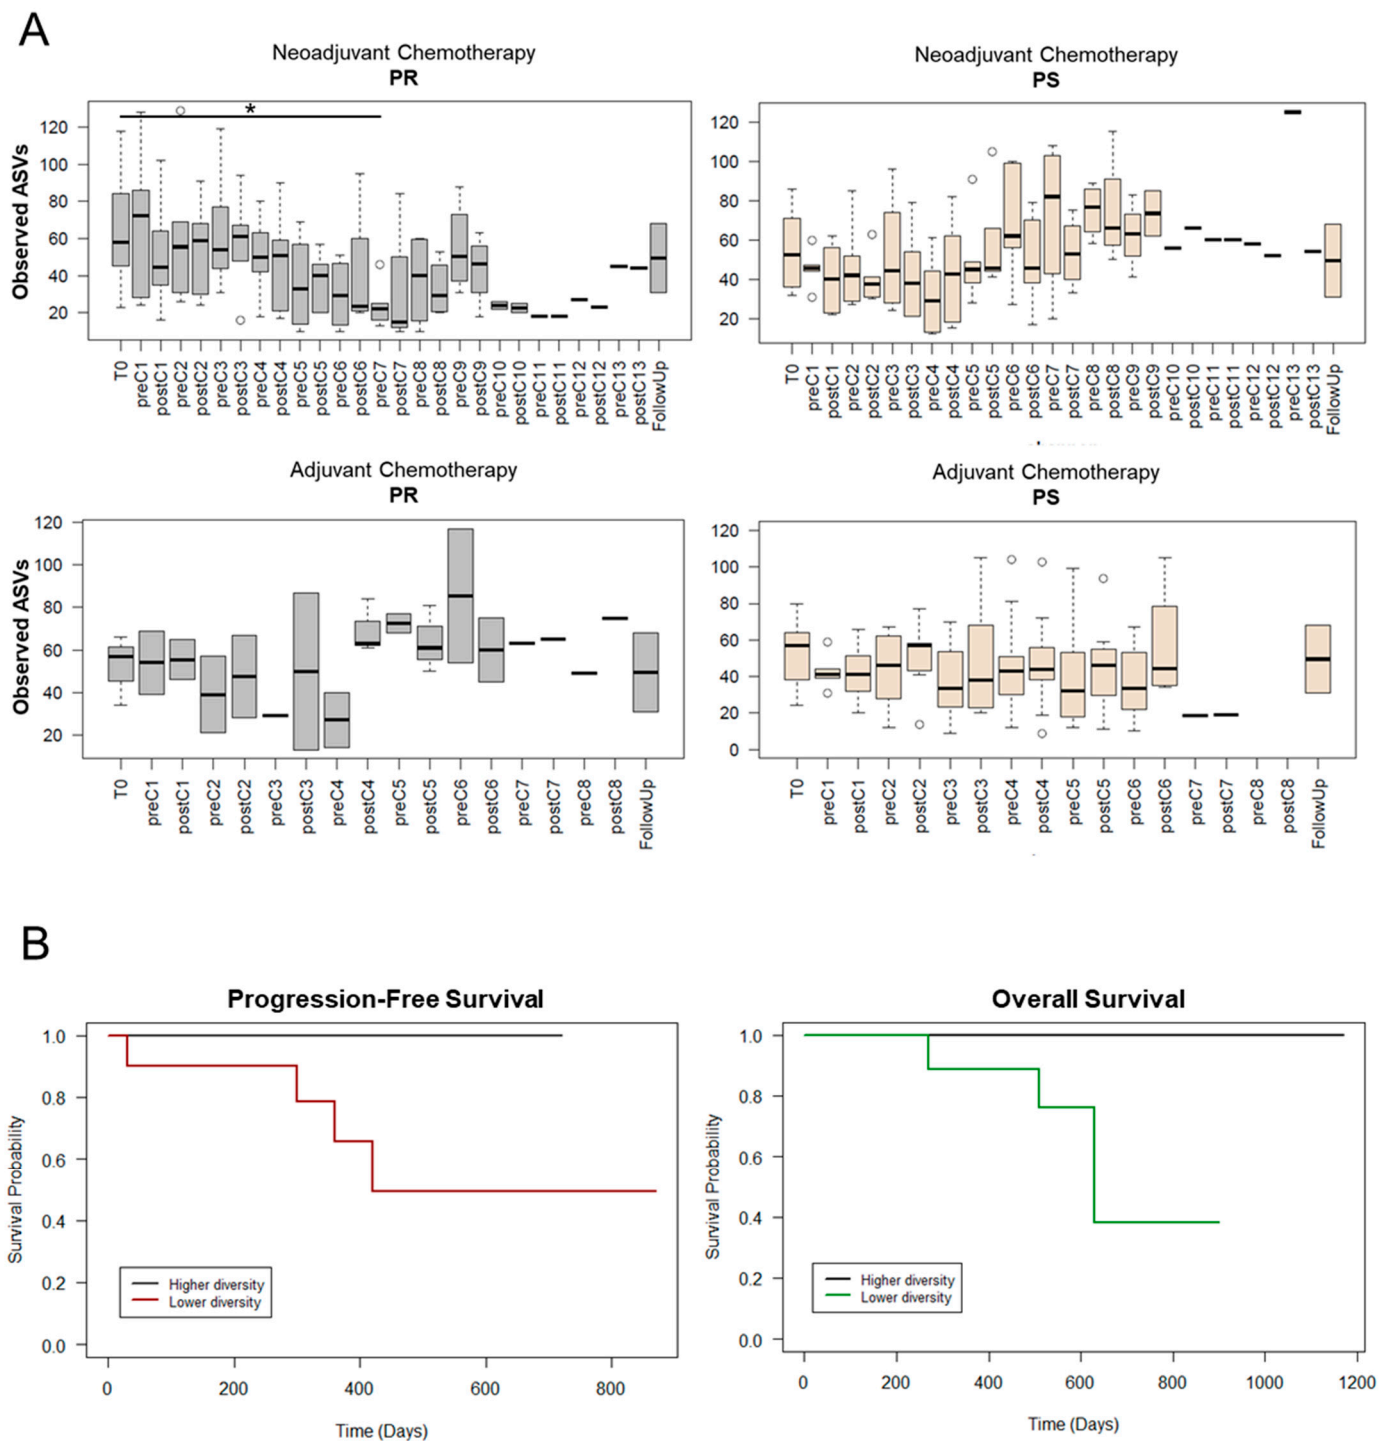 A
Neoadjuvant Chemotherapy
PR
Neoadjuvant Chemotherapy
PS
Observed ASVs
120
100
80
60
40
20
*
T0 preC1 postC1 preC2 postC2 preC3 postC3 preC4 postC4 preC5 postC5 preC6 postC6 preC7 postC7 preC8 postC8 preC9 postC9 preC10 postC10 preC11 postC11 preC12 postC12 preC13 postC13 FollowUp
120
100
80
60
40
20
T0 preC1 postC1 preC2 postC2 preC3 postC3 preC4 postC4 preC5 postC5 preC6 postC6 preC7 postC7 preC8 postC8 preC9 postC9 preC10 postC10 preC11 postC11 preC12 postC12 preC13 postC13 FollowUp
Adjuvant Chemotherapy
PR
Adjuvant Chemotherapy
PS
Observed ASVs
120
100
80
60
40
20
T0 preC1 postC1 preC2 postC2 preC3 postC3 preC4 postC4 preC5 postC5 preC6 postC6 preC7 postC7 preC8 postC8 FollowUp
120
100
80
60
40
20
0
T0 preC1 postC1 preC2 postC2 preC3 postC3 preC4 postC4 preC5 postC5 preC6 postC6 preC7 postC7 preC8 postC8 FollowUp
B
Progression-Free Survival
Survival Probability
1.0
0.8
0.6
0.4
0.2
0.0
Higher diversity
Lower diversity
0 200 400 600 800
Time (Days)
Overall Survival
Survival Probability
1.0
0.8
0.6
0.4
0.2
0.0
Higher diversity
Lower diversity
0 200 400 600 800 1000 1200
Time (Days)